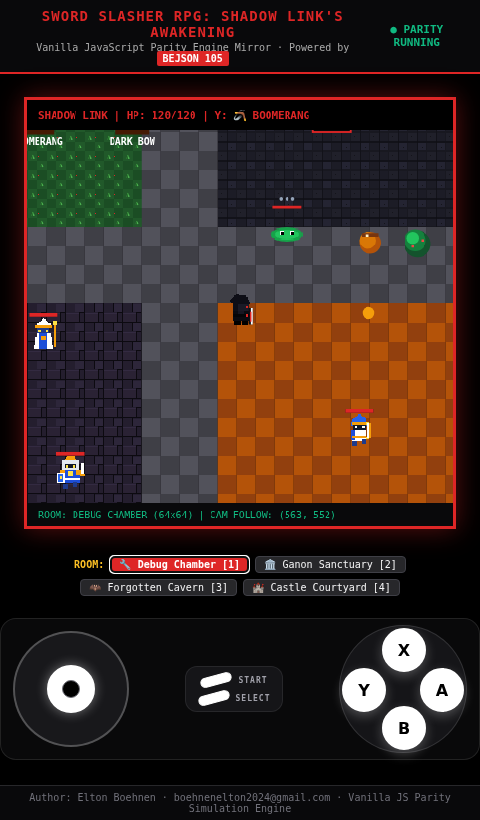 SWORD SLASHER RPG: SHADOW LINK'S
AWAKENING
Vanilla JavaScript Parity Engine Mirror · Powered by
BEJSON 105
● PARITY
RUNNING
SHADOW LINK | HP: 120/120 | Y: 🪃 BOOMERANG
OMERANG
DARK BOW
...
ROOM: DEBUG CHAMBER (64x64) | CAM FOLLOW: (563, 552)
ROOM:
🔧 Debug Chamber [1]
🏛️ Ganon Sanctuary [2]
🦇 Forgotten Cavern [3]
🏰 Castle Courtyard [4]
X
Y
A
B
START
SELECT
Author: Elton Boehnen · boehnenelton2024@gmail.com · Vanilla JS Parity
Simulation Engine